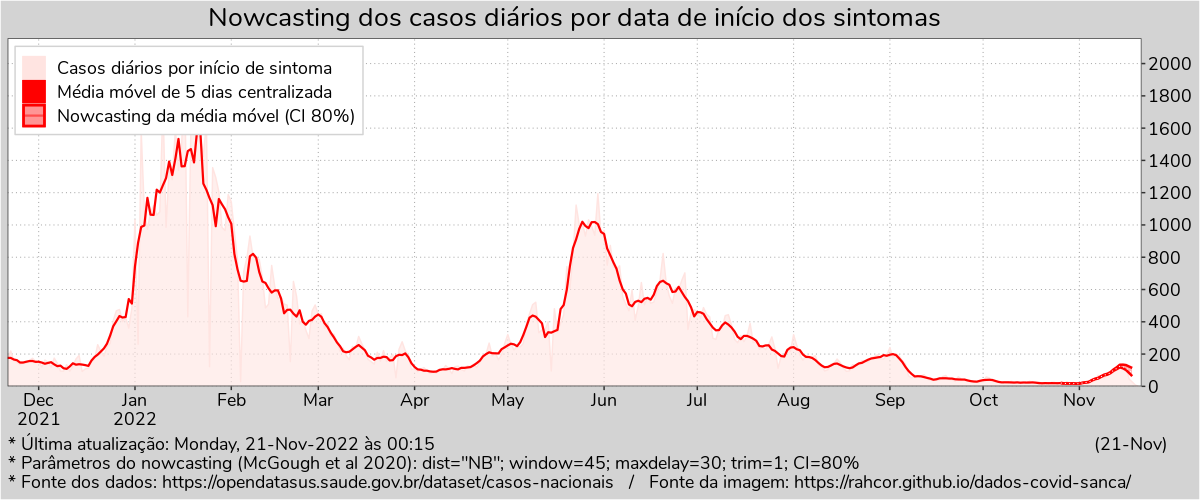 Nowcasting dos casos diários por data de início dos sintomas
Casos diários por início de sintoma
Média móvel de 5 dias centralizada
Nowcasting da média móvel (CI 80%)
2000
1800
1600
1400
1200
1000
800
600
400
200
0
Dec Jan Feb Mar Apr May Jun Jul Aug Sep Oct Nov
2021 2022
* Última atualização: Monday, 21-Nov-2022 às 00:15 (21-Nov)
* Parâmetros do nowcasting (McGough et al 2020): dist="NB"; window=45; maxdelay=30; trim=1; CI=80%
* Fonte dos dados: https://opendatasus.saude.gov.br/dataset/casos-nacionais / Fonte da imagem: https://rahcor.github.io/dados-covid-sanca/